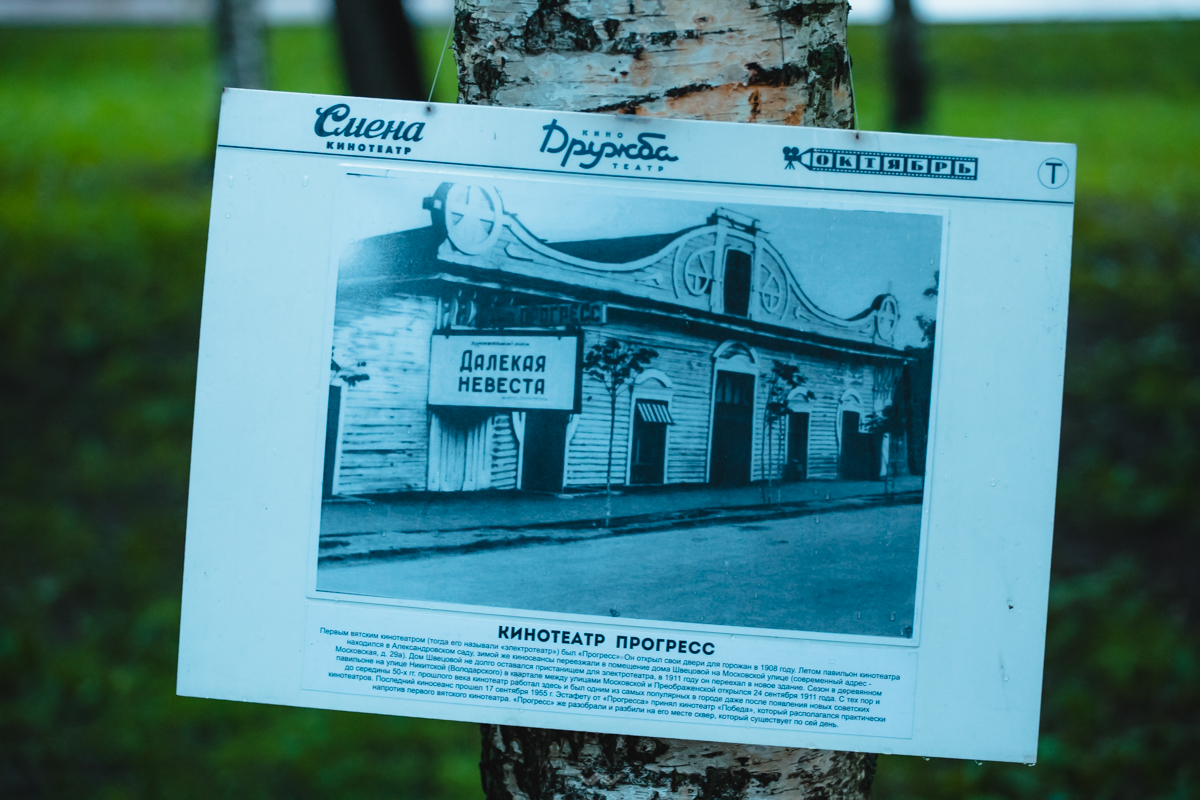 Смена
КИНОТЕАТР
КИНО
Дружба
ТЕАТР
ОКТЯБРЬ
Т
ПРОГРЕСС
ДАЛЕКАЯ
НЕВЕСТА
КИНОТЕАТР ПРОГРЕСС
Первым вятским кинотеатром (тогда его называли «электротеатр») был «Прогресс» Он открыл свои двери для горожан в 1908 году. Летом павильон кинотеатра
находился в Александровском саду, зимой же киносеансы переезжали в помещение дома Швецовой на Московской улице (современный адрес -
Московская, д. 29а). Дом Швецовой не долго оставался пристанищем для электротеатра, в 1911 году он переехал в новое здание. Сезон в деревянном
павильоне на улице Никитской (Володарского) в квартале между улицами Московской и Преображенской открылся 24 сентября 1911 года. С тех пор и
до середины 50-х гг. прошлого века кинотеатр работал здесь и был одним из самых популярных в городе даже после появления новых советских
кинотеатров. Последний киносеанс прошел 17 сентября 1955 г. Эстафету от «Прогресса» принял кинотеатр «Победа», который располагался практически
напротив первого вятского кинотеатра. «Прогресс» же разобрали и разбили на его месте сквер, который существует по сей день.